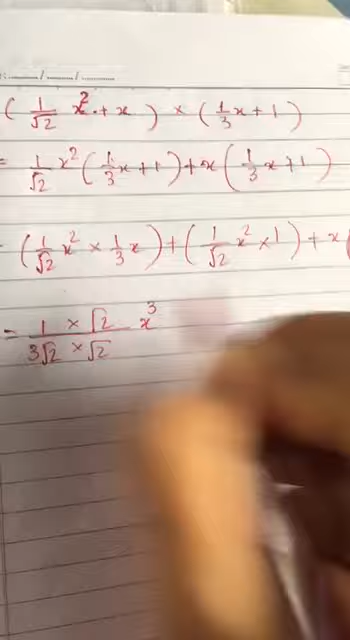 :......../......../........
( 1/√2 x² + x ) × ( 1/3 x + 1 )
= 1/√2 x² ( 1/3 x + 1 ) + x ( 1/3 x + 1 )
( 1/√2 x² × 1/3 x ) + ( 1/√2 x² × 1 ) + x (
= 1 × √2 / 3√2 × √2 x³